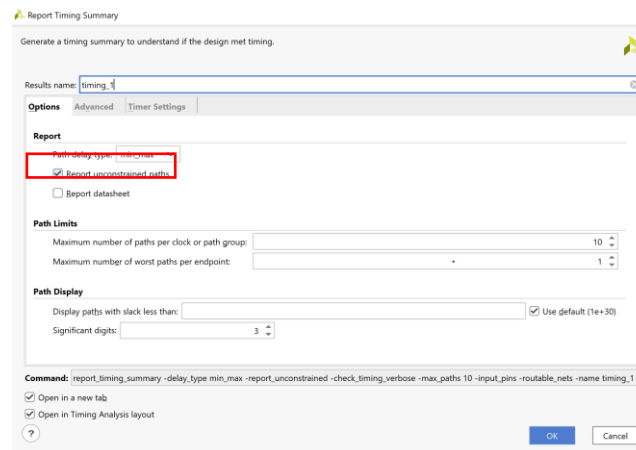 Report Timing Summary
Generate a timing summary to understand if the design met timing.
Results name: timing_1
Options Advanced Timer Settings
Report
Path delay type: min_max
Report unconstrained paths
Report datasheet
Path Limits
Maximum number of paths per clock or path group: 10
Maximum number of worst paths per endpoint: 1
Path Display
Display paths with slack less than: Use default (1e+30)
Significant digits: 3
Command: report_timing_summary -delay_type min_max -report_unconstrained -check_timing_verbose -max_paths 10 -input_pins -routable_nets -name timing_1
Open in a new tab
Open in Timing Analysis layout
? OK Cancel